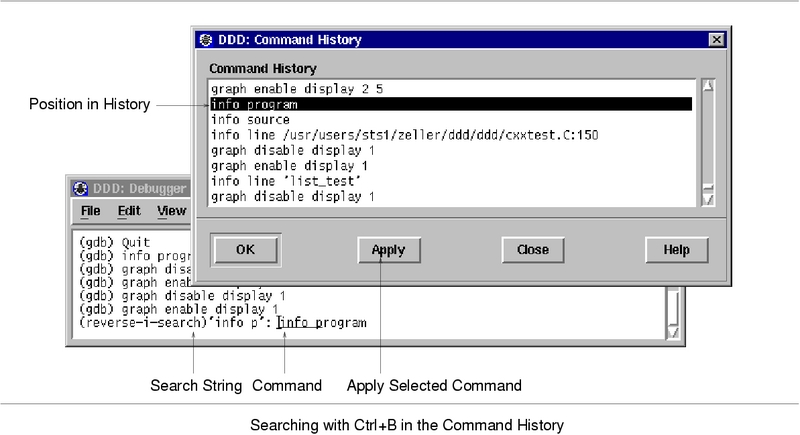 DDD: Command History
Command History
graph enable display 2 5
Position in History
info program
info source
info line /usr/users/sts1/zeller/ddd/ddd/cxxtest.C:150
graph disable display 1
graph enable display 1
info line 'list_test'
graph disable display 1
OK Apply Close Help
DDD: Debugger
File Edit View
(gdb) Quit
(gdb) info progr
(gdb) graph disa
(gdb) graph ena
(gdb) graph disable display 1
(gdb) graph enable display 1
(reverse-i-search)'info p': info program
Search String Command Apply Selected Command
Searching with Ctrl+B in the Command History